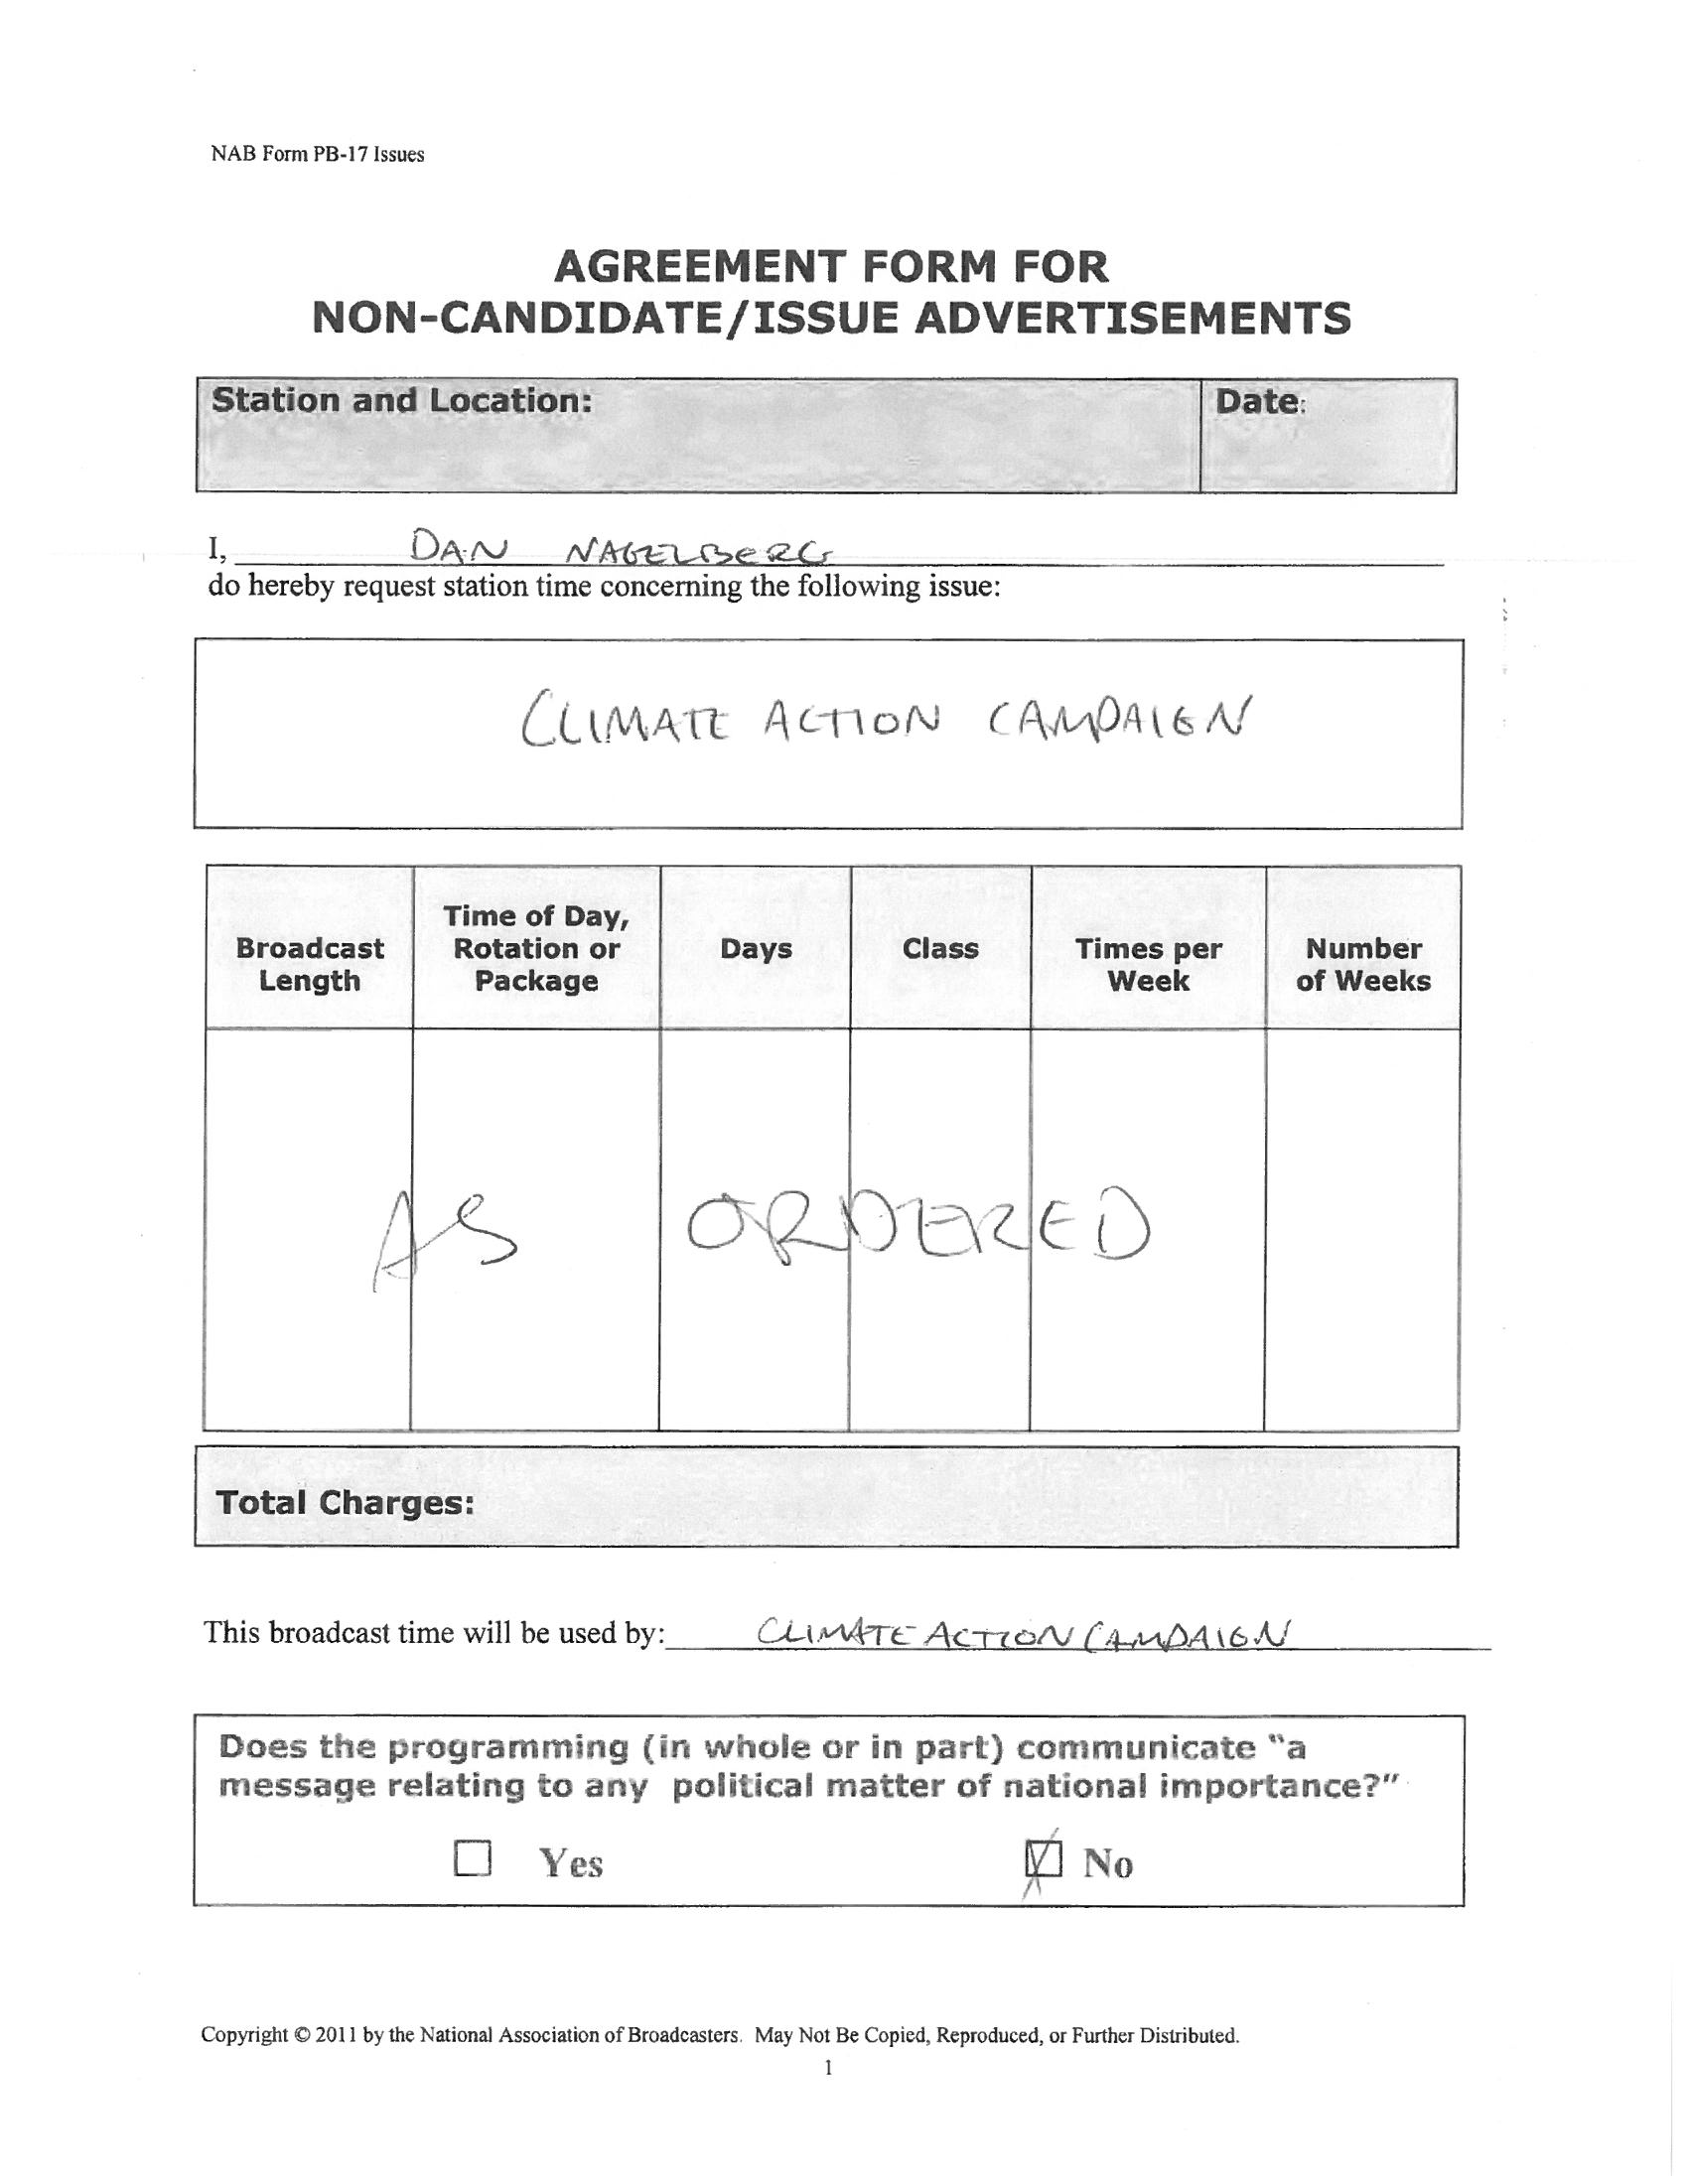 NAB Form PB-17 Issues
AGREEMENT FORM FOR
NON-CANDIDATE/ISSUE ADVERTISEMENTS
Station and Location:
Date:
I, DAN NAGELBERG
do hereby request station time concerning the following issue:
CLIMATE ACTION CAMPAIGN
Broadcast
Length
Time of Day,
Rotation or
Package
Days
Class
Times per
Week
Number
of Weeks
AS ORDERED
Total Charges:
This broadcast time will be used by: CLIMATE ACTION CAMPAIGN
Does the programming (in whole or in part) communicate "a
message relating to any political matter of national importance?"
Yes
No
Copyright © 2011 by the National Association of Broadcasters. May Not Be Copied, Reproduced, or Further Distributed.
1